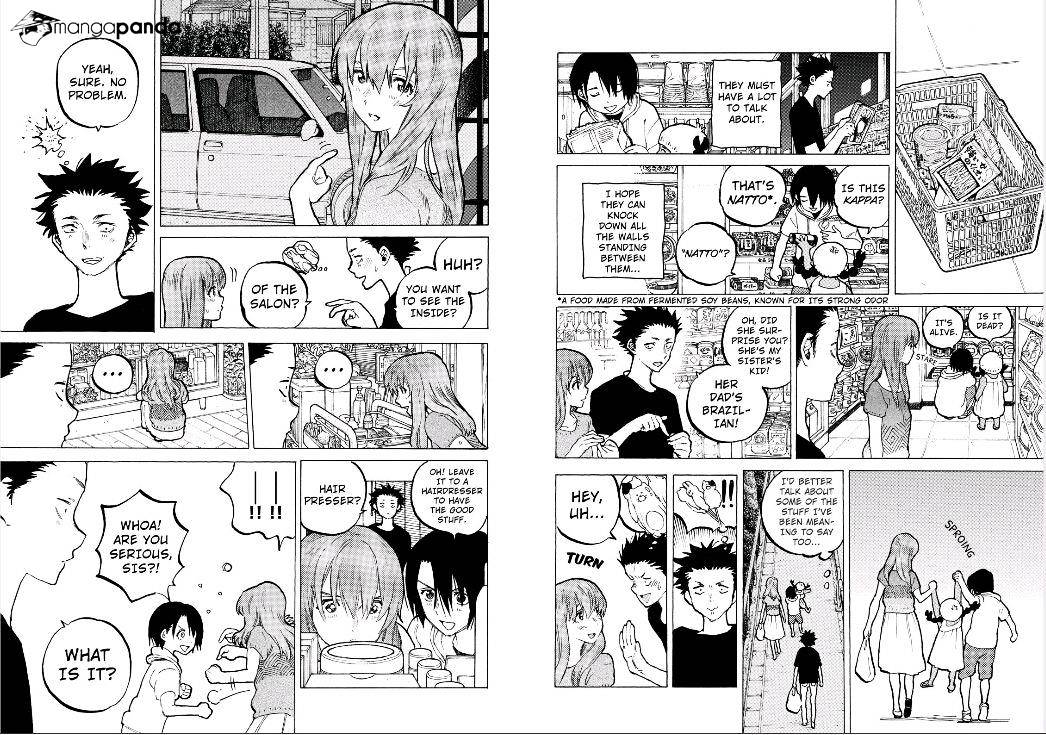 mangapanda
THEY MUST
HAVE A LOT
TO TALK
ABOUT.
IS THIS
KAPPA?
THAT'S
NATTO*.
"NATTO"?
I HOPE
THEY CAN
KNOCK
DOWN ALL
THE WALLS
STANDING
BETWEEN
THEM...
*A FOOD MADE FROM FERMENTED SOY BEANS, KNOWN FOR ITS STRONG ODOR
IS IT
DEAD?
IT'S
ALIVE.
STARE
OH, DID
SHE SUR-
PRISE YOU?
SHE'S MY
SISTER'S
KID!
HER
DAD'S
BRAZIL-
IAN!
SPROING
I'D BETTER
TALK ABOUT
SOME OF THE
STUFF I'VE
BEEN MEAN-
ING TO SAY
TOO...
!!
HEY,
UH...
TURN
YEAH,
SURE. NO
PROBLEM.
HUH?
YOU WANT
TO SEE THE
INSIDE?
OF THE
SALON?
...
...
OH! LEAVE
IT TO A
HAIRDRESSER
TO HAVE
THE GOOD
STUFF.
HAIR
PRESSER?
!! !!
WHOA!
ARE YOU
SERIOUS,
SIS?!
WHAT
IS IT?